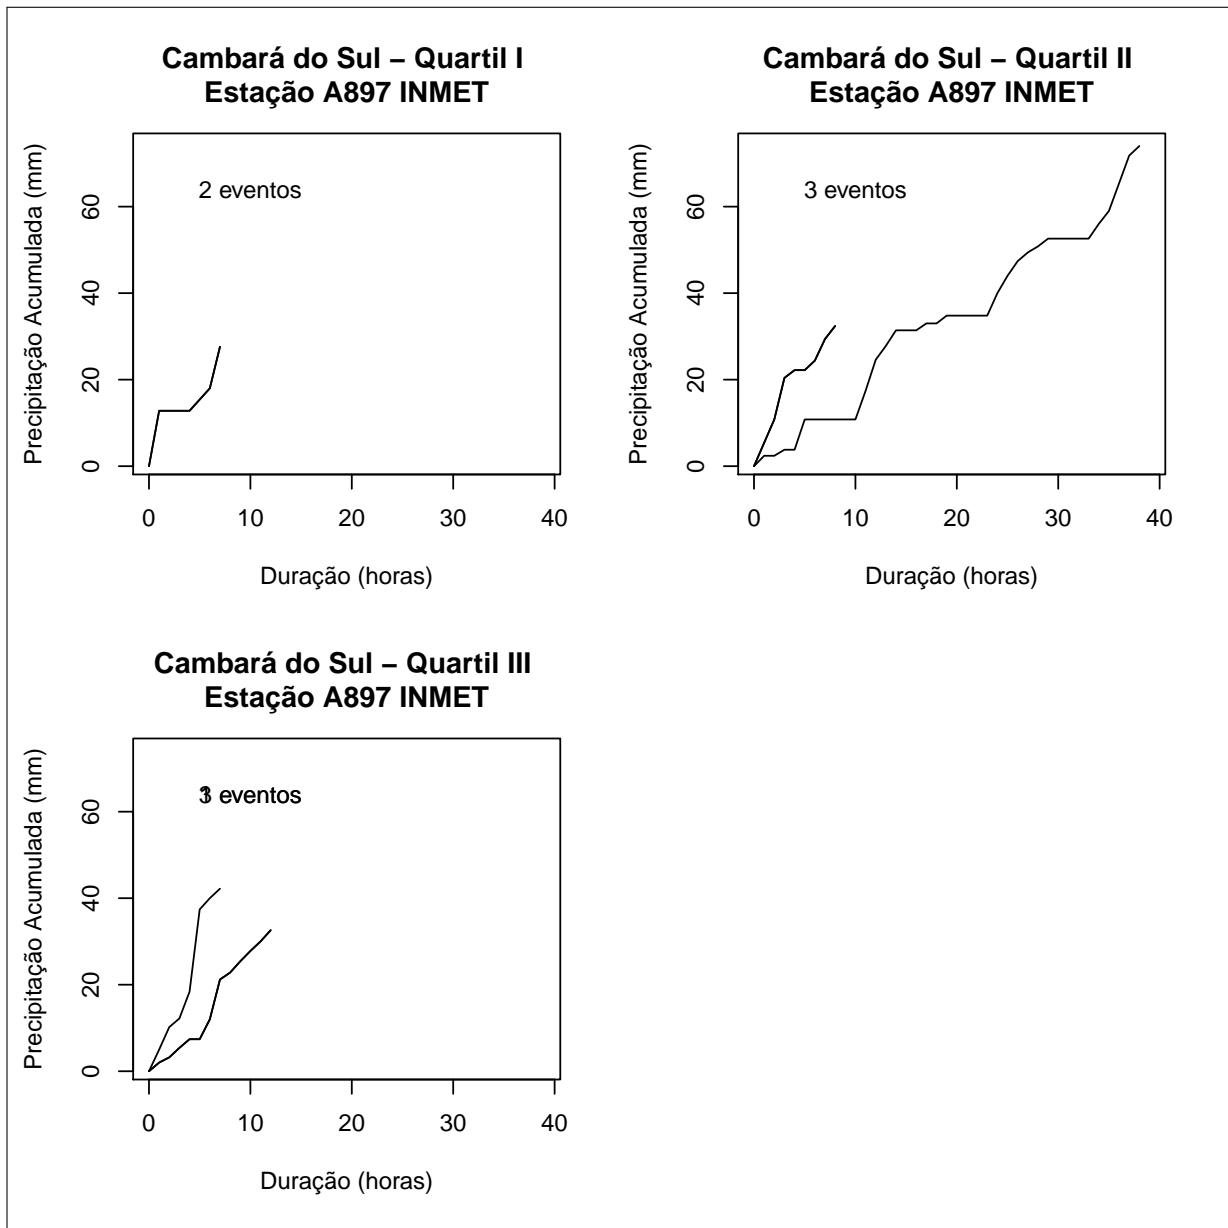 Cambará do Sul – Quartil I
Estação A897 INMET
Precipitação Acumulada (mm)
60
40
20
0
2 eventos
0 10 20 30 40
Duração (horas)
Cambará do Sul – Quartil II
Estação A897 INMET
Precipitação Acumulada (mm)
60
40
20
0
3 eventos
0 10 20 30 40
Duração (horas)
Cambará do Sul – Quartil III
Estação A897 INMET
Precipitação Acumulada (mm)
60
40
20
0
eventos
0 10 20 30 40
Duração (horas)